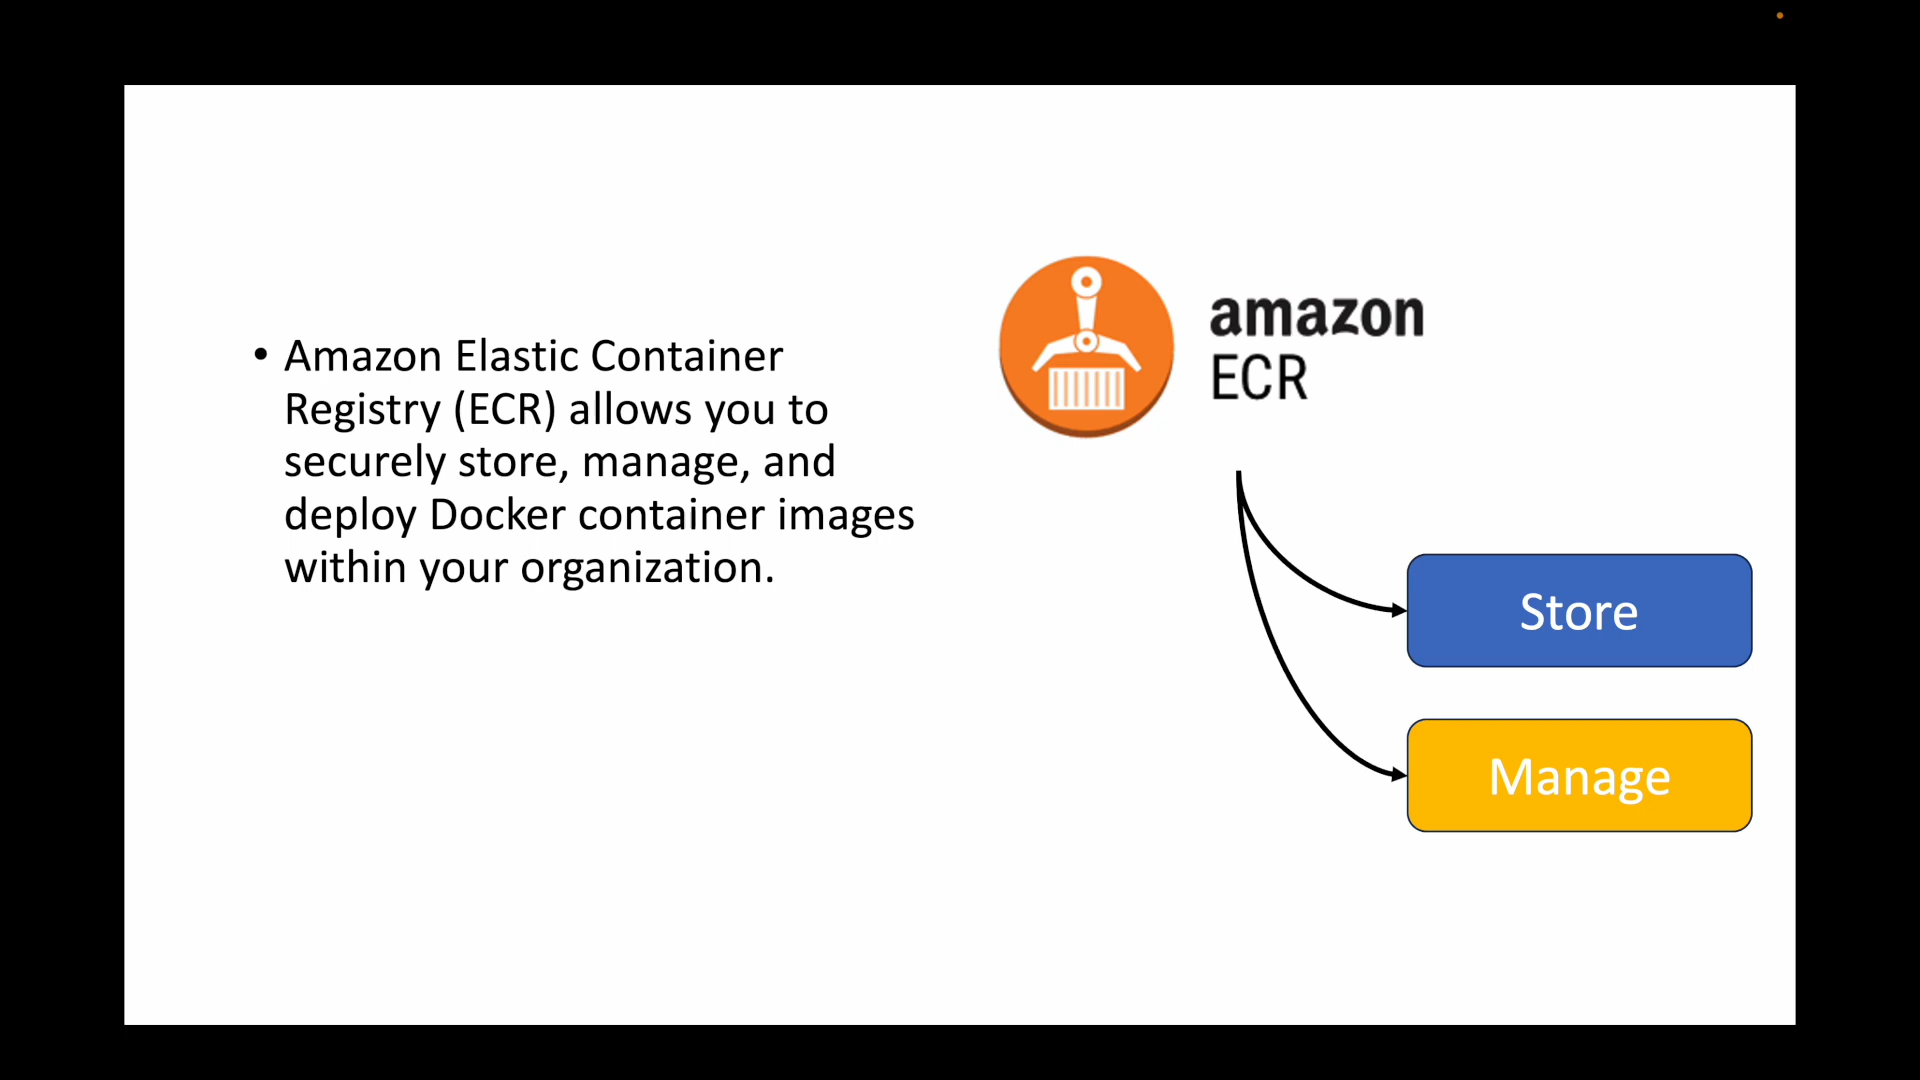 • Amazon Elastic Container
Registry (ECR) allows you to
securely store, manage, and
deploy Docker container images
within your organization.
amazon
ECR
Store
Manage